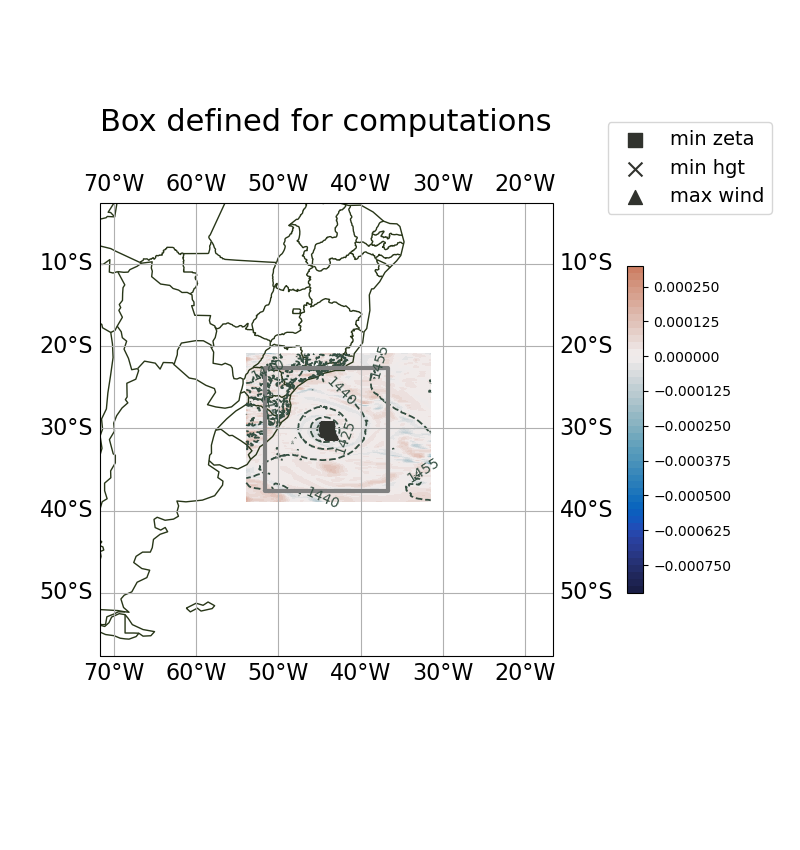 Box defined for computations
min zeta
min hgt
max wind
70°W 60°W 50°W 40°W 30°W 20°W
10°S 10°S
20°S 20°S
30°S 30°S
40°S 40°S
50°S 50°S
70°W 60°W 50°W 40°W 30°W 20°W
1455
1440
1425
1455
1440
0.000250
0.000125
0.000000
−0.000125
−0.000250
−0.000375
−0.000500
−0.000625
−0.000750